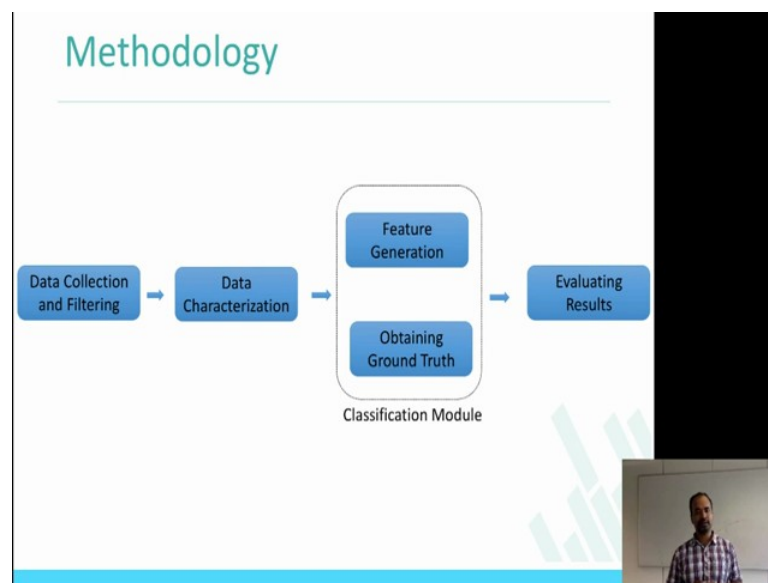 Methodology
Data Collection
and Filtering
Data
Characterization
Feature
Generation
Obtaining
Ground Truth
Classification Module
Evaluating
Results